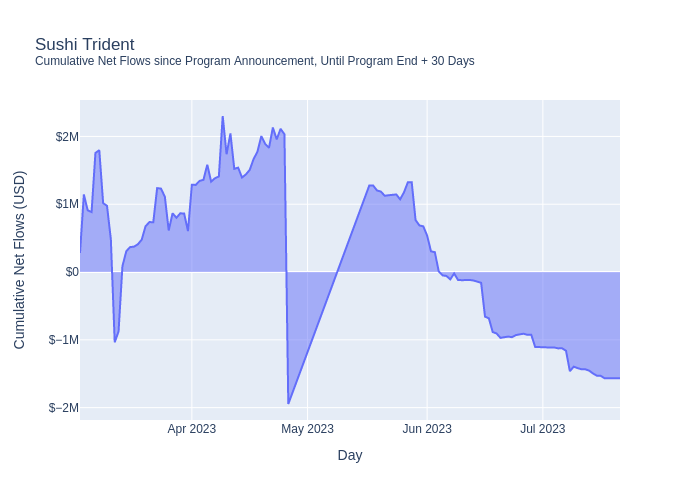 Sushi Trident
Cumulative Net Flows since Program Announcement, Until Program End + 30 Days
Cumulative Net Flows (USD)
$2M
$1M
$0
$−1M
$−2M
Apr 2023
May 2023
Jun 2023
Jul 2023
Day